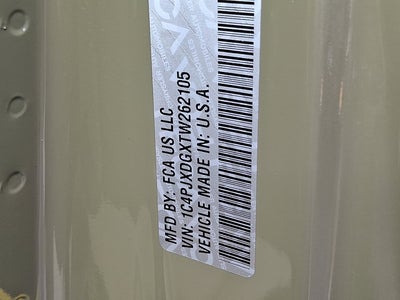 MFD BY: FCA US LLC
VIN: 1C4PJXDGXTW262105
VEHICLE MADE IN: U.S.A.